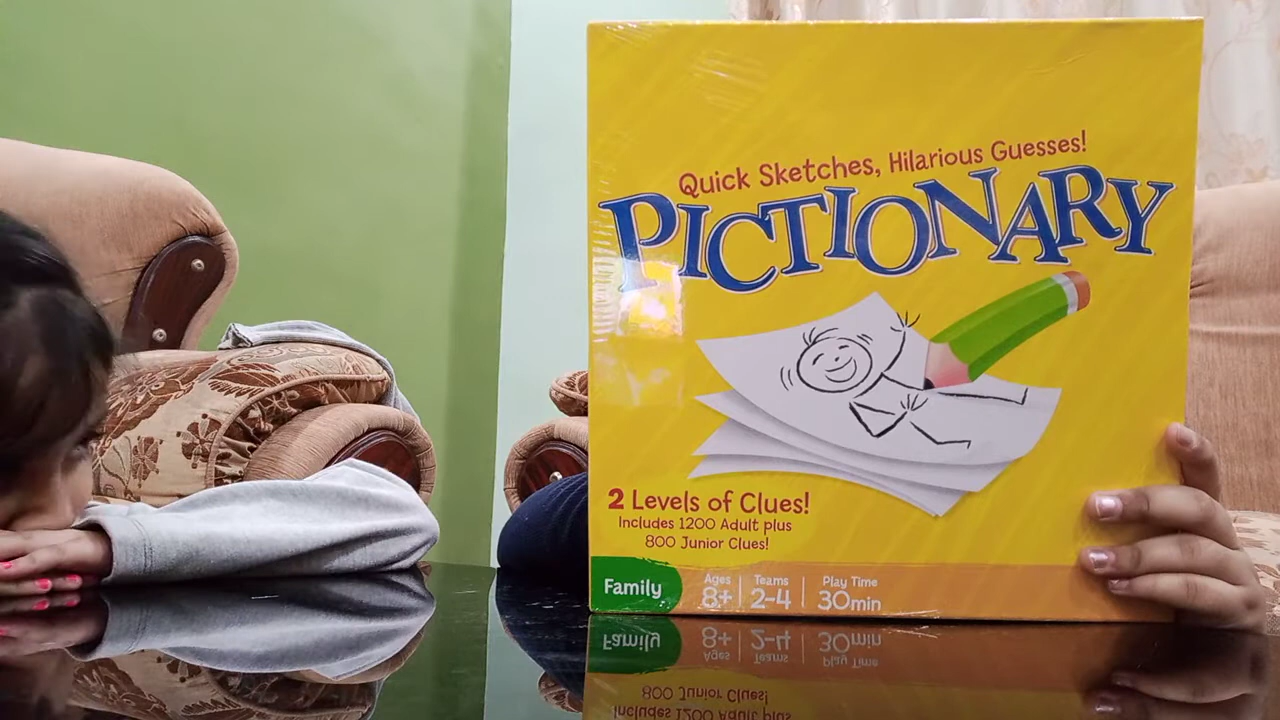 Quick Sketches, Hilarious Guesses!
PICTIONARY
2 Levels of Clues!
Includes 1200 Adult plus
800 Junior Clues!
Family
Ages
8+
Teams
2-4
Play Time
30min